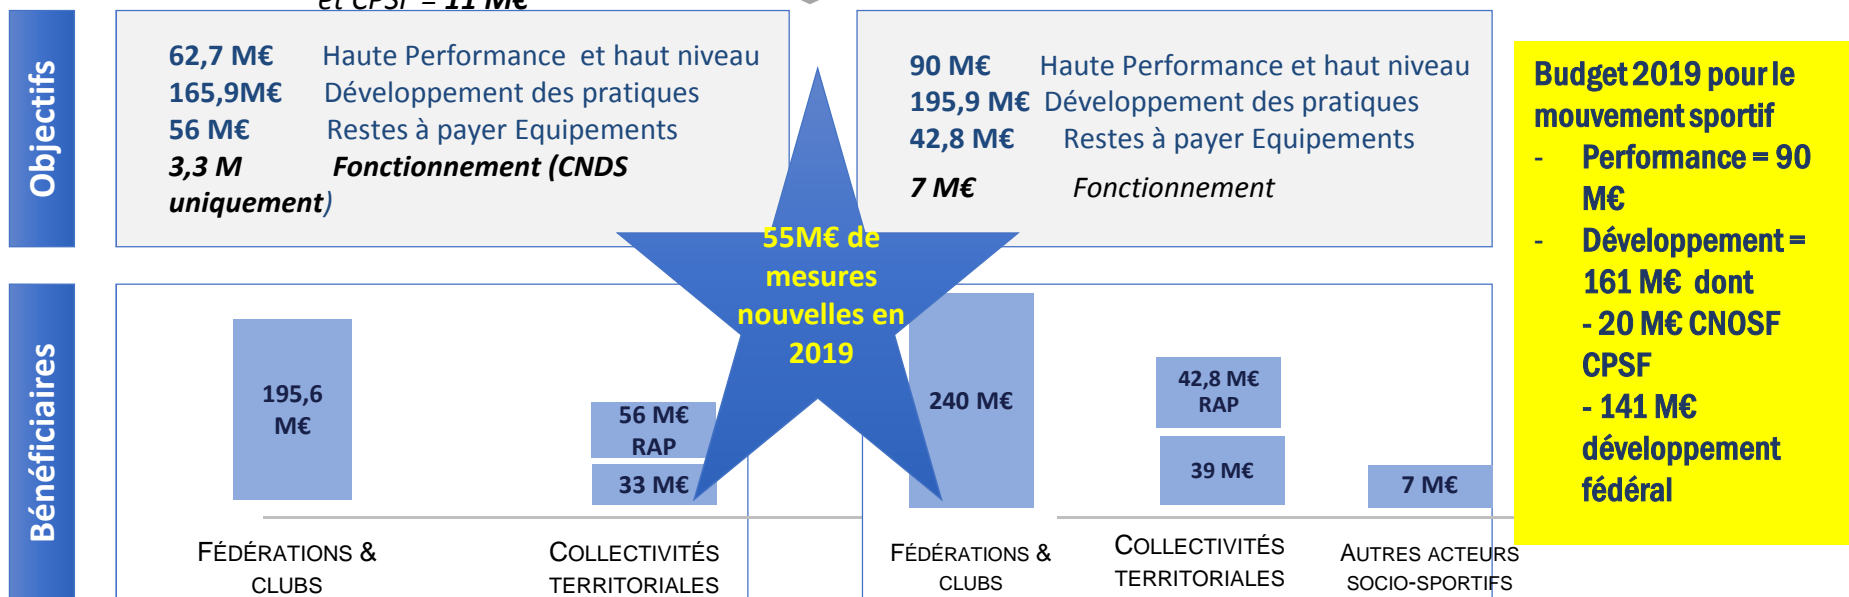 et CPSF = 11 M€
Objectifs
62,7 M€ Haute Performance et haut niveau
165,9M€ Développement des pratiques
56 M€ Restes à payer Equipements
3,3 M Fonctionnement (CNDS
uniquement)
90 M€ Haute Performance et haut niveau
195,9 M€ Développement des pratiques
42,8 M€ Restes à payer Equipements
7 M€ Fonctionnement
55M€ de
mesures
nouvelles en
2019
Budget 2019 pour le
mouvement sportif
- Performance = 90
M€
- Développement =
161 M€ dont
- 20 M€ CNOSF
CPSF
- 141 M€
développement
fédéral
Bénéficiaires
195,6
M€
56 M€
RAP
33 M€
FÉDÉRATIONS &
CLUBS
COLLECTIVITÉS
TERRITORIALES
240 M€
42,8 M€
RAP
39 M€
7 M€
FÉDÉRATIONS &
CLUBS
COLLECTIVITÉS
TERRITORIALES
AUTRES ACTEURS
SOCIO-SPORTIFS